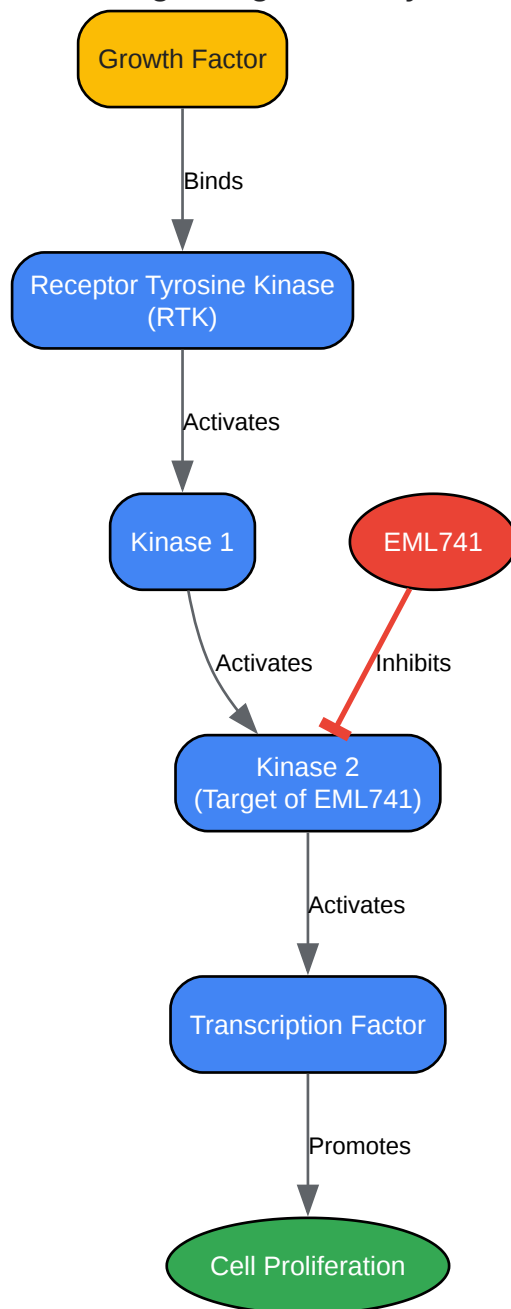 Growth Factor
Binds
Receptor Tyrosine Kinase
(RTK)
Activates
Kinase 1
EML741
Activates
Inhibits
Kinase 2
(Target of EML741)
Activates
Transcription Factor
Promotes
Cell Proliferation